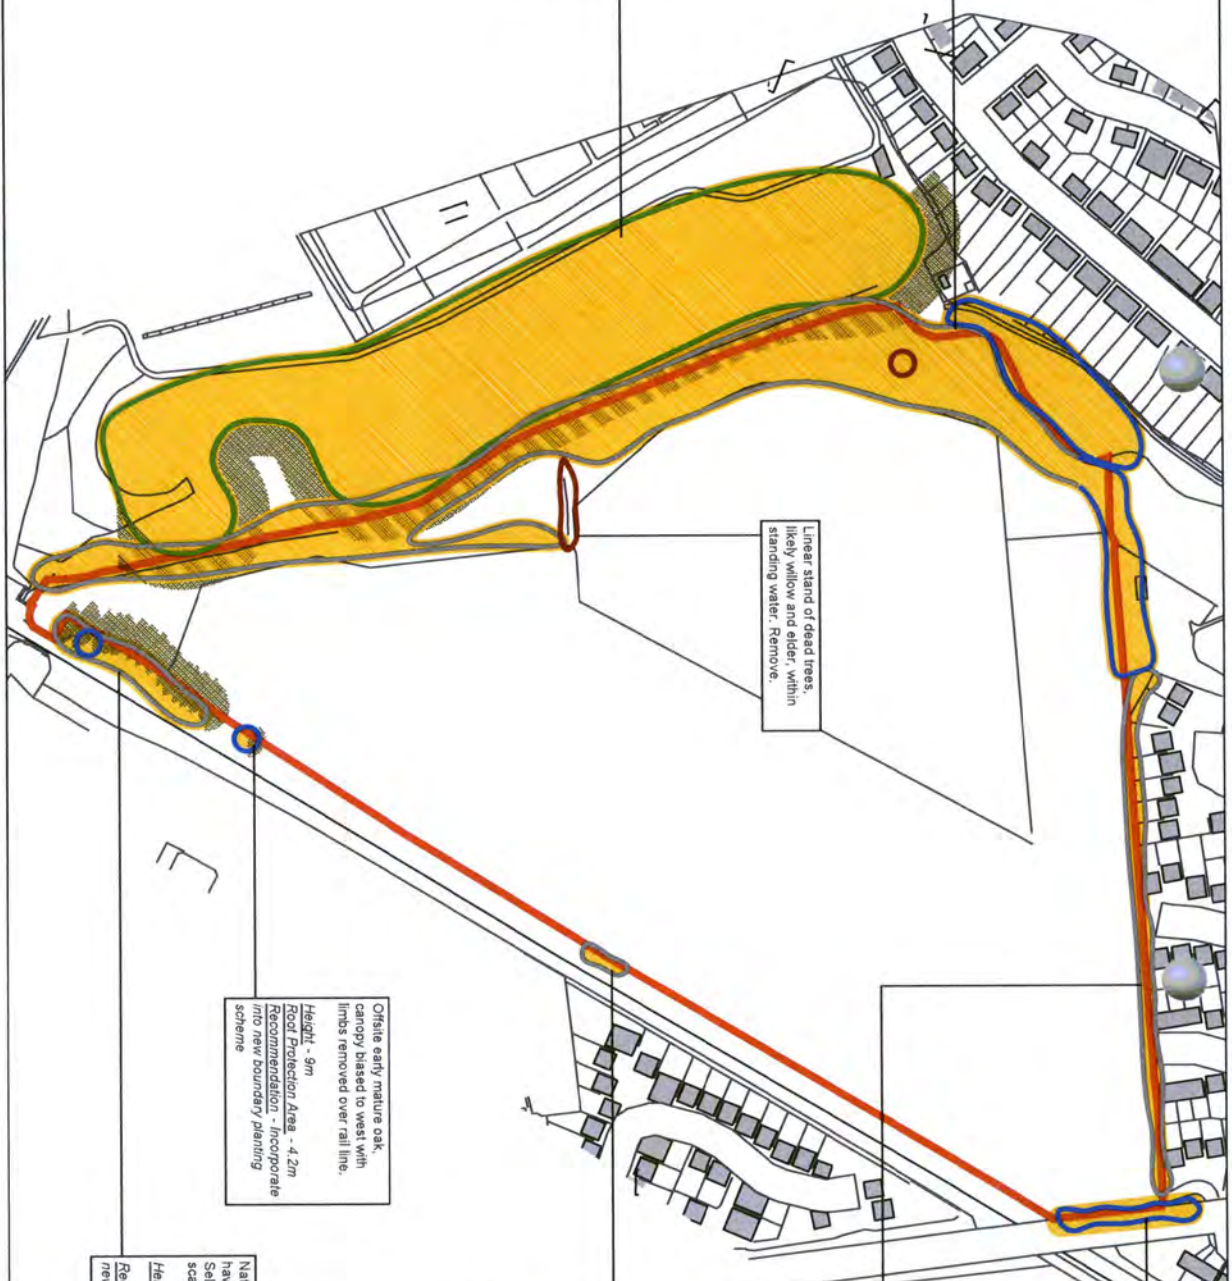 Linear stand of dead trees,
likely willow and elder, within
standing water. Remove.
Offsite early mature oak,
canopy biased to west with
limbs removed over rail line.
Height - 9m
Root Protection Area - 4.2m
Recommendation - Incorporate
into new boundary planting
scheme